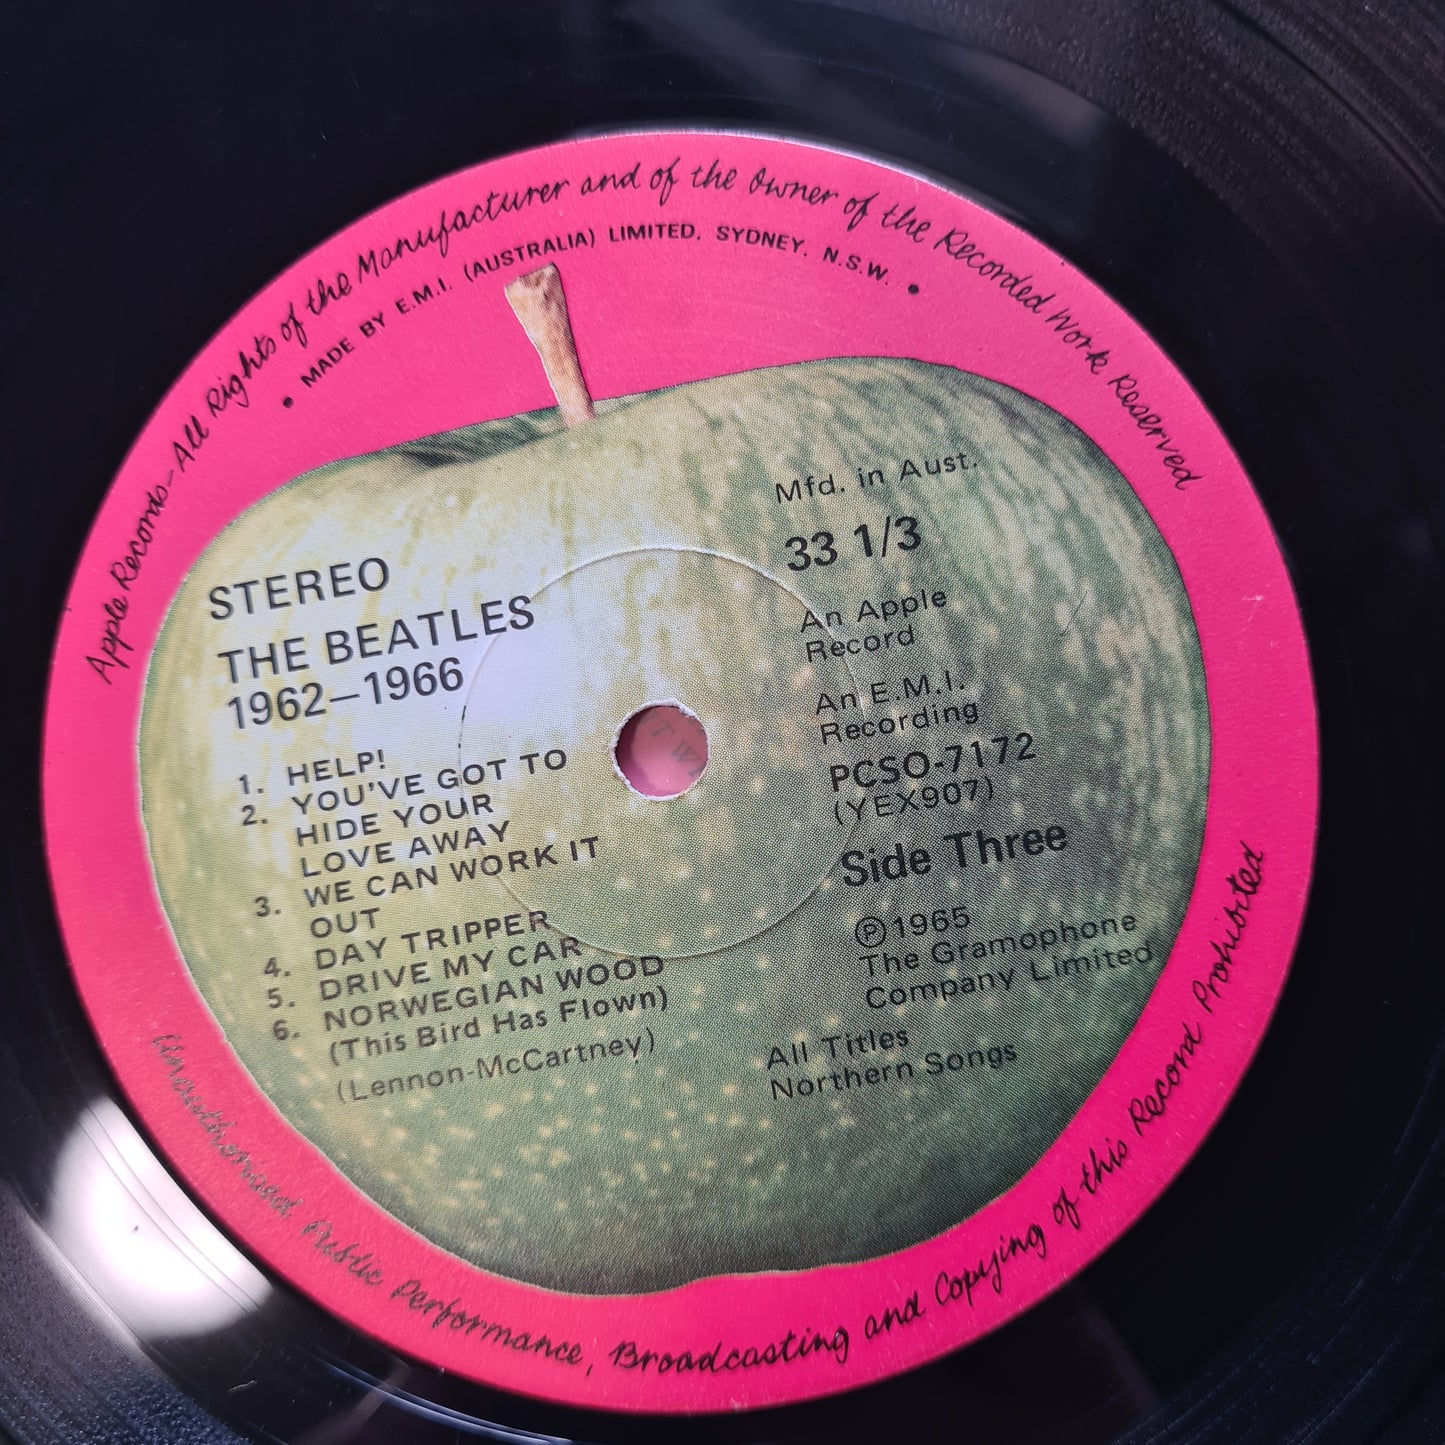 Apple Records—All Rights of the Manufacturer and of the Owner of the Recorded Work Reserved
• MADE BY E.M.I. (AUSTRALIA) LIMITED. SYDNEY. N.S.W. •
STEREO
THE BEATLES
1962—1966
1. HELP!
2. YOU'VE GOT TO
HIDE YOUR
LOVE AWAY
3. WE CAN WORK IT
OUT
4. DAY TRIPPER
5. DRIVE MY CAR
6. NORWEGIAN WOOD
(This Bird Has Flown)
(Lennon-McCartney)
Mfd. in Aust.
33 1/3
An Apple
Record
An E.M.I.
Recording
PCSO-7172
(YEX907)
Side Three
℗1965
The Gramophone
Company Limited
All Titles
Northern Songs
Unauthorised Public Performance, Broadcasting and Copying of this Record Prohibited